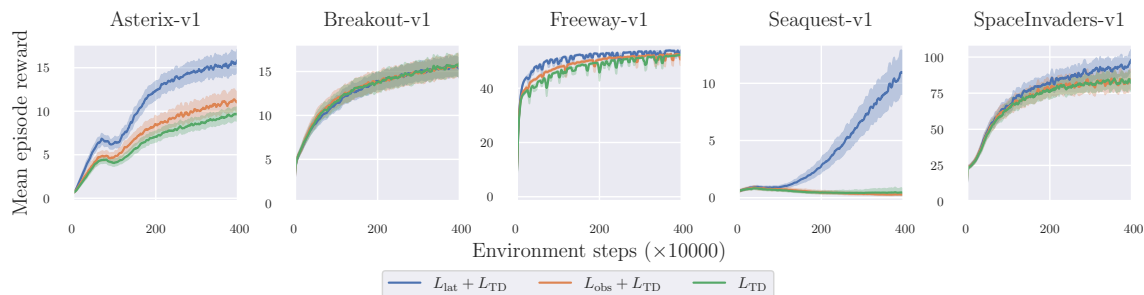 Asterix-v1 Breakout-v1 Freeway-v1 Seaquest-v1 SpaceInvaders-v1
Mean episode reward
15
10
5
0
0 200 400
15
10
5
0
0 200 400
40
20
0
0 200 400
10
5
0
0 200 400
100
75
50
25
0
0 200 400
Environment steps (×10000)
L_lat + L_TD L_obs + L_TD L_TD